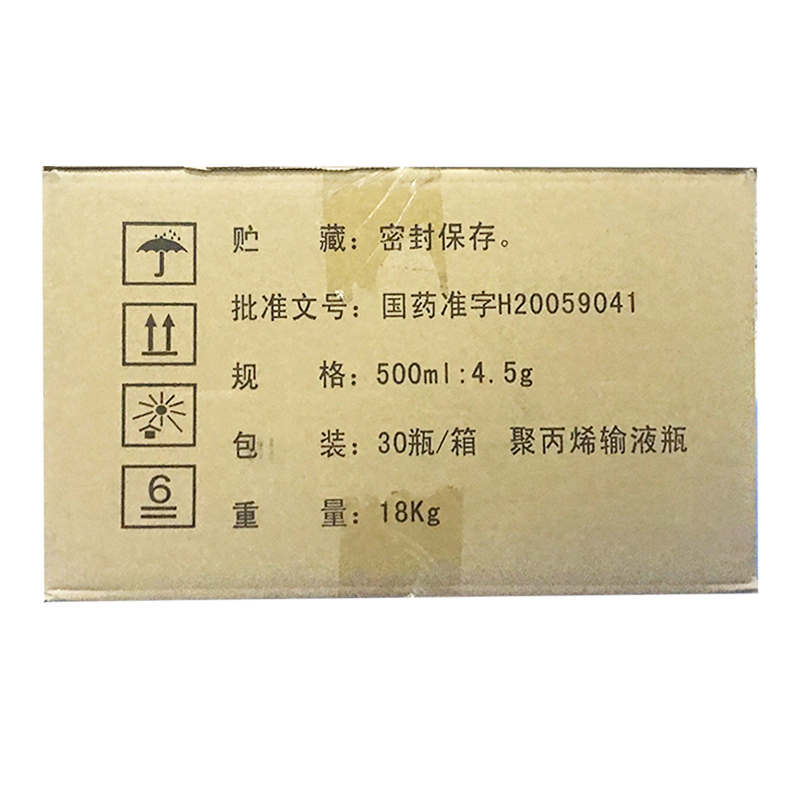 贮　　藏：密封保存。
批准文号：国药准字H20059041
规　　格：500ml:4.5g
包　　装：30瓶/箱　聚丙烯输液瓶
重　　量：18Kg
6